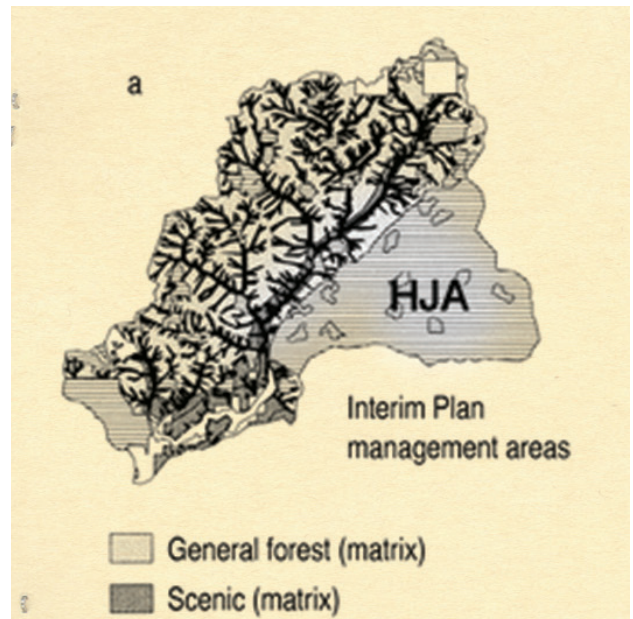 a
HJA
Interim Plan
management areas
General forest (matrix)
Scenic (matrix)